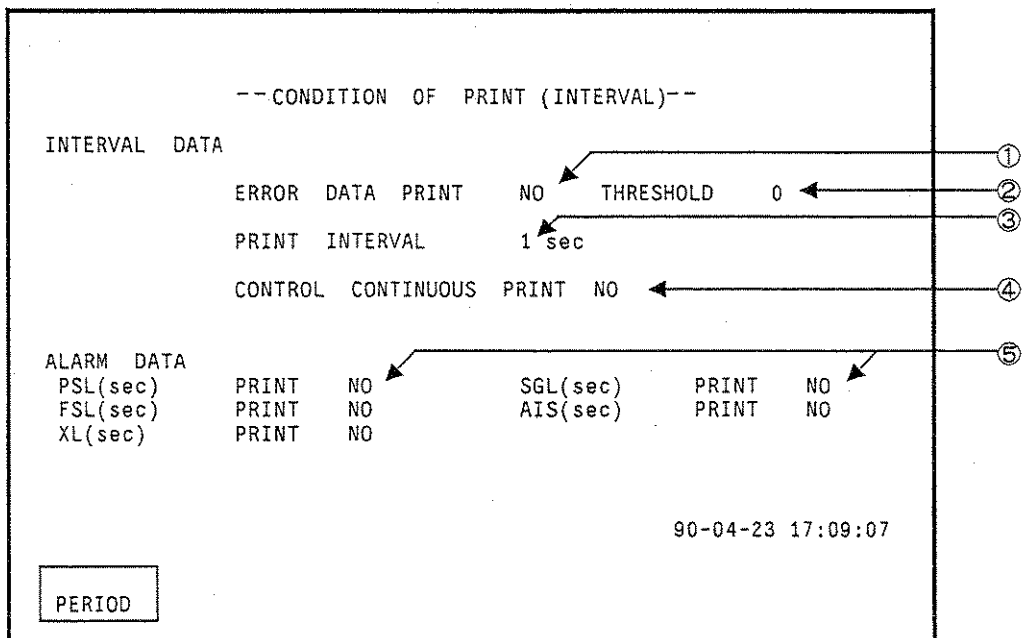 --CONDITION OF PRINT (INTERVAL)--
INTERVAL DATA
①
ERROR DATA PRINT NO THRESHOLD 0 ②
③
PRINT INTERVAL 1 sec
CONTROL CONTINUOUS PRINT NO ④
⑤
ALARM DATA
PSL(sec) PRINT NO SGL(sec) PRINT NO
FSL(sec) PRINT NO AIS(sec) PRINT NO
XL(sec) PRINT NO
90-04-23 17:09:07
PERIOD